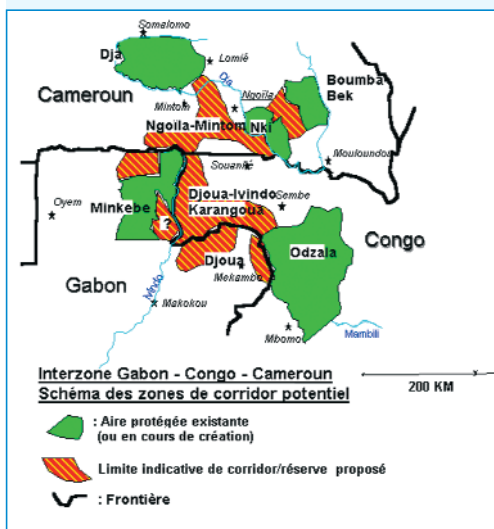 Somalomo
Dja
Lomié
Dja
Cameroun
Mintom
Ngoïla
Boumba
Bek
Ngoïla-Mintom
Nki
Mouloundou
Souanké
Djoua-Ivindo
Karangoua
Sembe
Oyem
Minkebe
?
Congo
Odzala
Djoua
Mekambo
Gabon
Ivindo
Makokou
Mambili
Mbomo
Interzone Gabon - Congo - Cameroun
Schéma des zones de corridor potentiel
200 KM
: Aire protégée existante
(ou en cours de création)
Limite indicative de corridor/réserve proposé
: Frontière